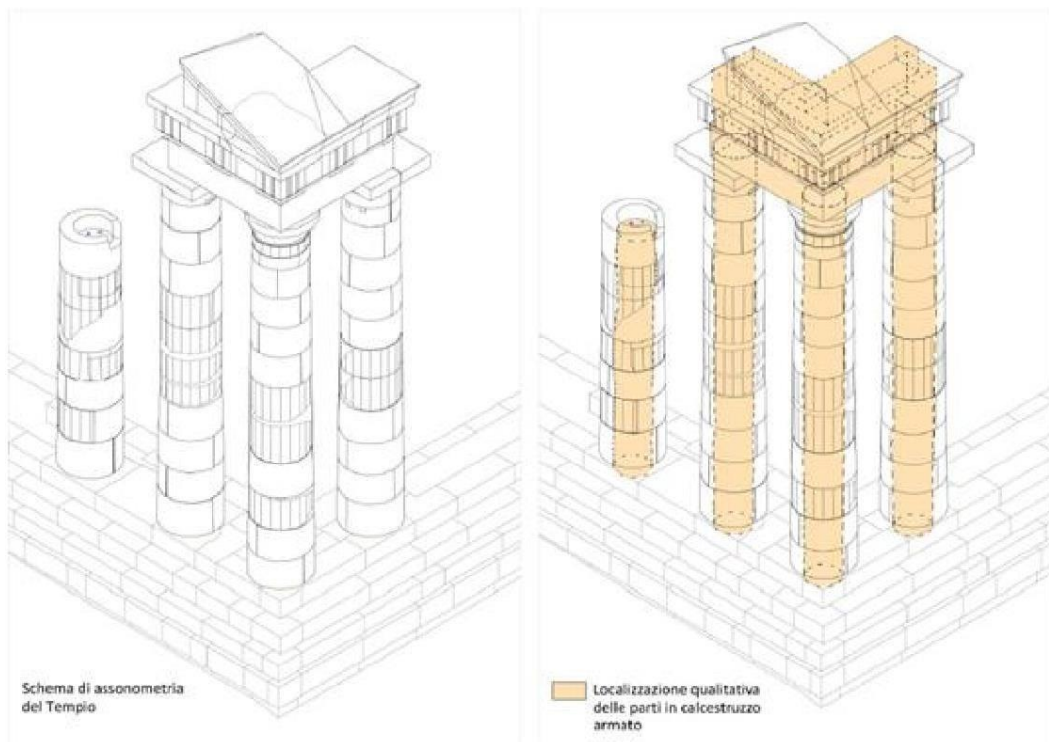 Schema di assonometria
del Tempio
Localizzazione qualitativa
delle parti in calcestruzzo
armato